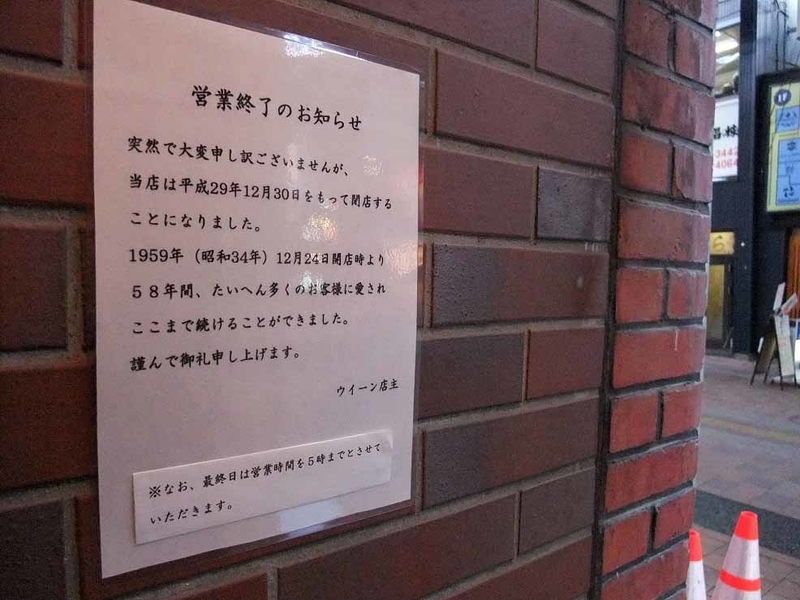 営業終了のお知らせ
突然で大変申し訳ございませんが、
当店は平成29年12月30日をもって閉店する
ことになりました。
1959年（昭和34年）12月24日開店時より
５８年間、たいへん多くのお客様に愛され
ここまで続けることができました。
謹んで御礼申し上げます。
ウイーン店主
※なお、最終日は営業時間を５時までとさせて
いただきます。
1F
3442
4064